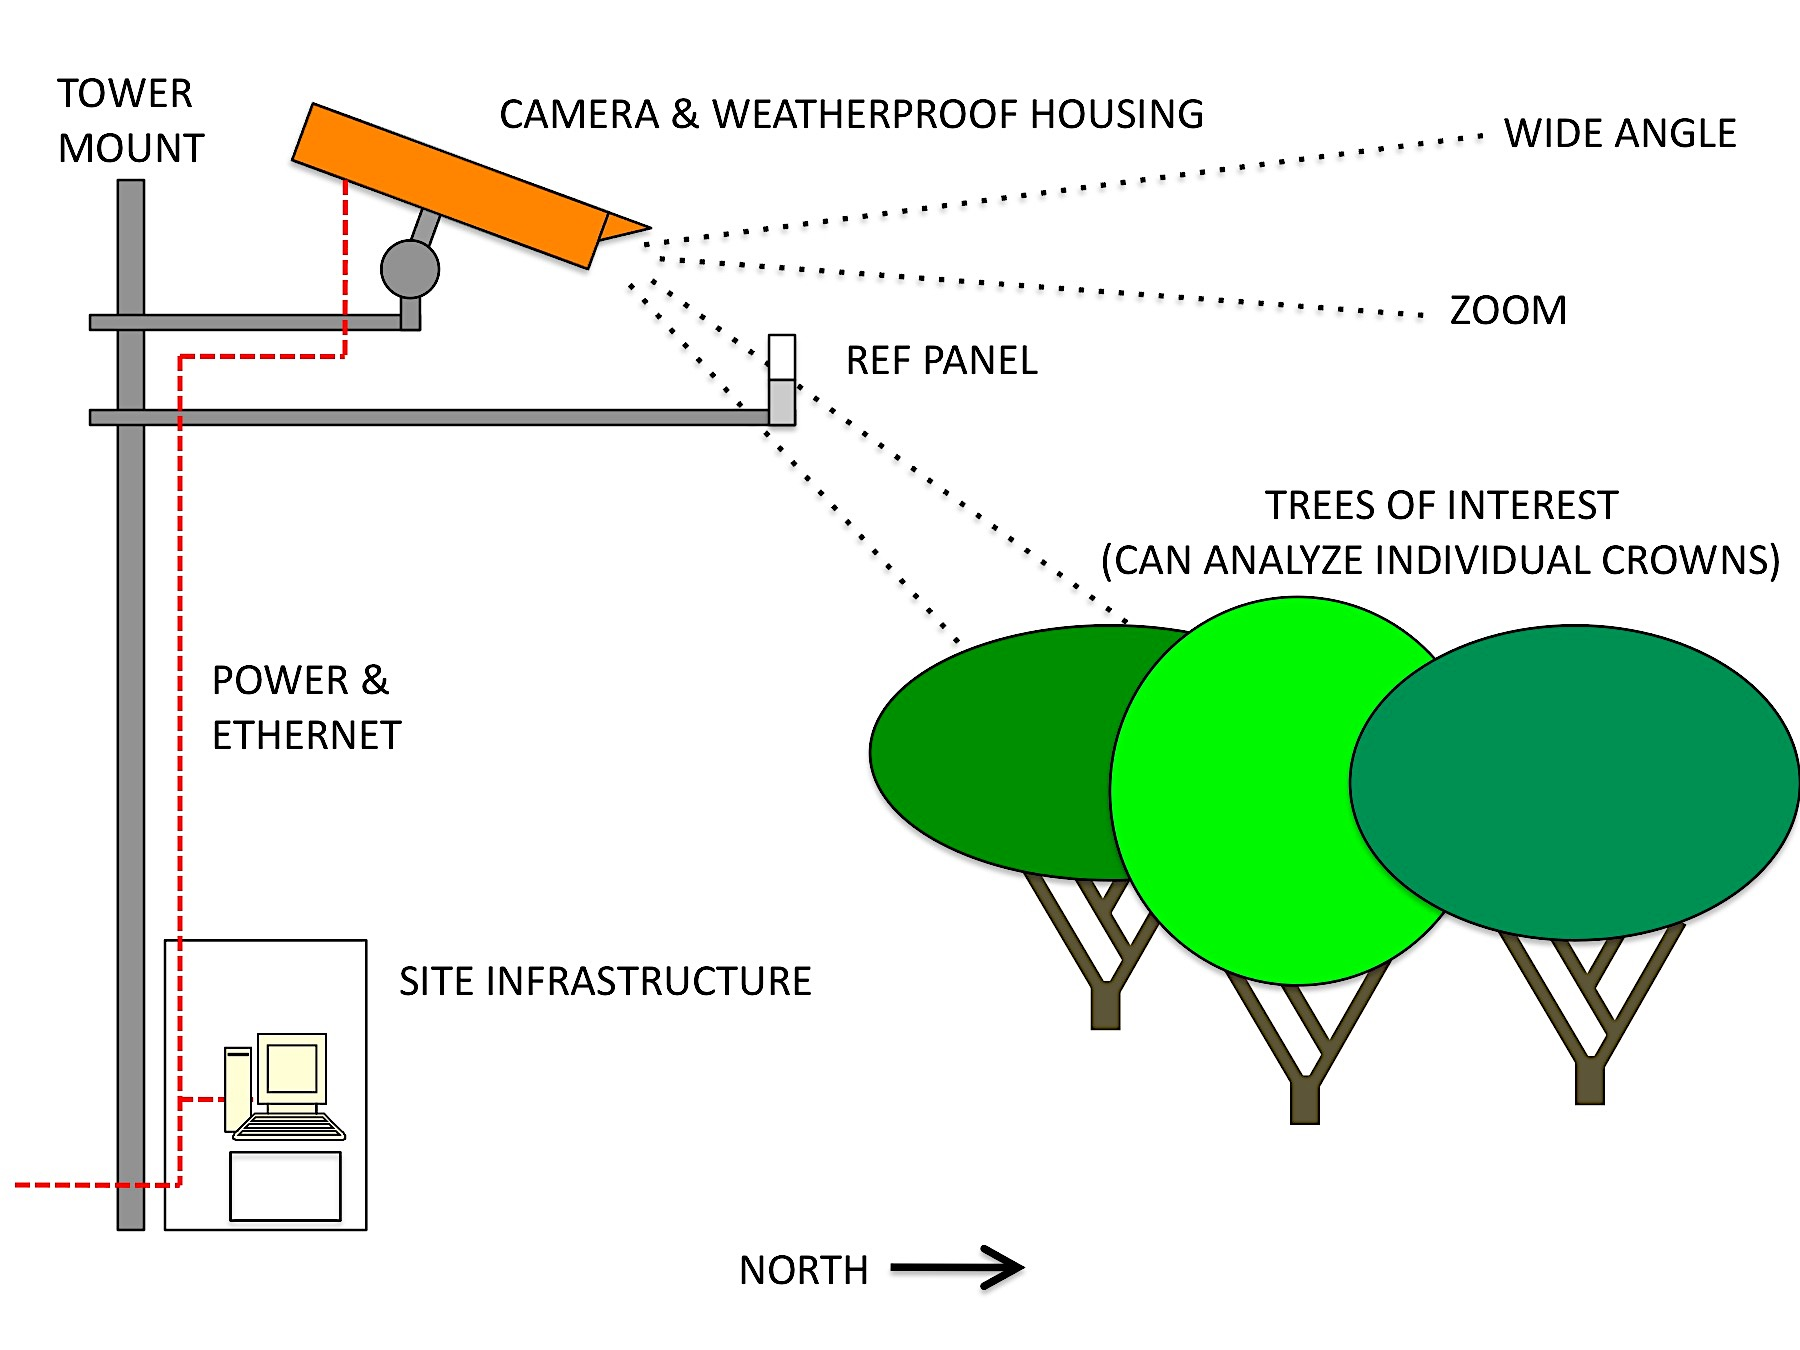 TOWER
MOUNT
CAMERA & WEATHERPROOF HOUSING
WIDE ANGLE
ZOOM
REF PANEL
TREES OF INTEREST
(CAN ANALYZE INDIVIDUAL CROWNS)
POWER &
ETHERNET
SITE INFRASTRUCTURE
NORTH